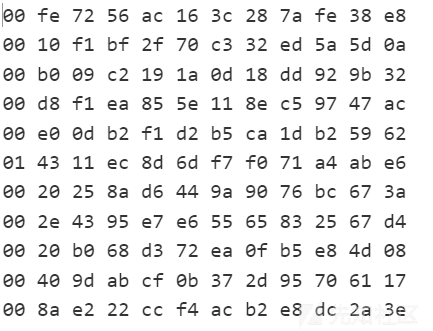 00 fe 72 56 ac 16 3c 28 7a fe 38 e8
00 10 f1 bf 2f 70 c3 32 ed 5a 5d 0a
00 b0 09 c2 19 1a 0d 18 dd 92 9b 32
00 d8 f1 ea 85 5e 11 8e c5 97 47 ac
00 e0 0d b2 f1 d2 b5 ca 1d b2 59 62
01 43 11 ec 8d 6d f7 f0 71 a4 ab e6
00 20 25 8a d6 44 9a 90 76 bc 67 3a
00 2e 43 95 e7 e6 55 65 83 25 67 d4
00 20 b0 68 d3 72 ea 0f b5 e8 4d 08
00 40 9d ab cf 0b 37 2d 95 70 61 17
00 8a e2 22 cc f4 ac b2 e8 dc 2a 3e
先知社区